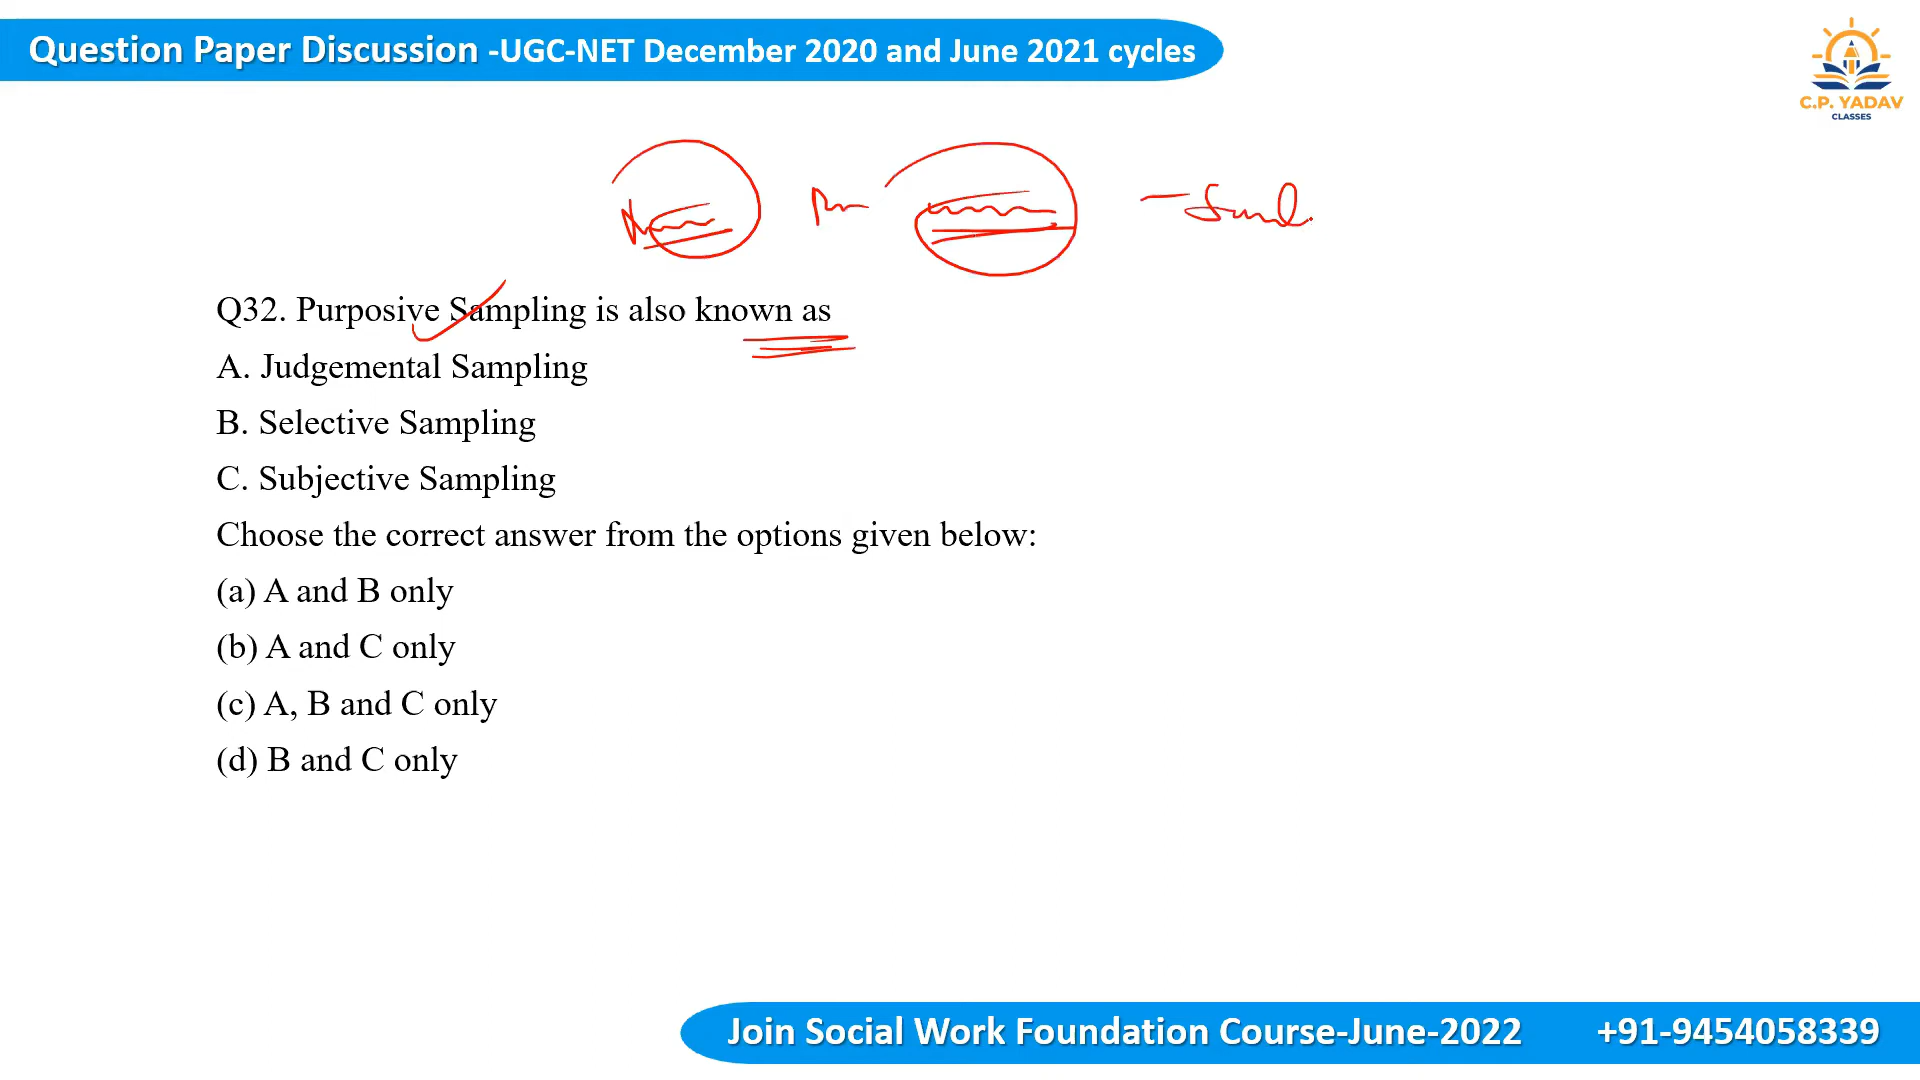 Question Paper Discussion -UGC-NET December 2020 and June 2021 cycles
C.P. YADAV
CLASSES
Q32. Purposive Sampling is also known as
A. Judgemental Sampling
B. Selective Sampling
C. Subjective Sampling
Choose the correct answer from the options given below:
(a) A and B only
(b) A and C only
(c) A, B and C only
(d) B and C only
Join Social Work Foundation Course-June-2022 +91-9454058339